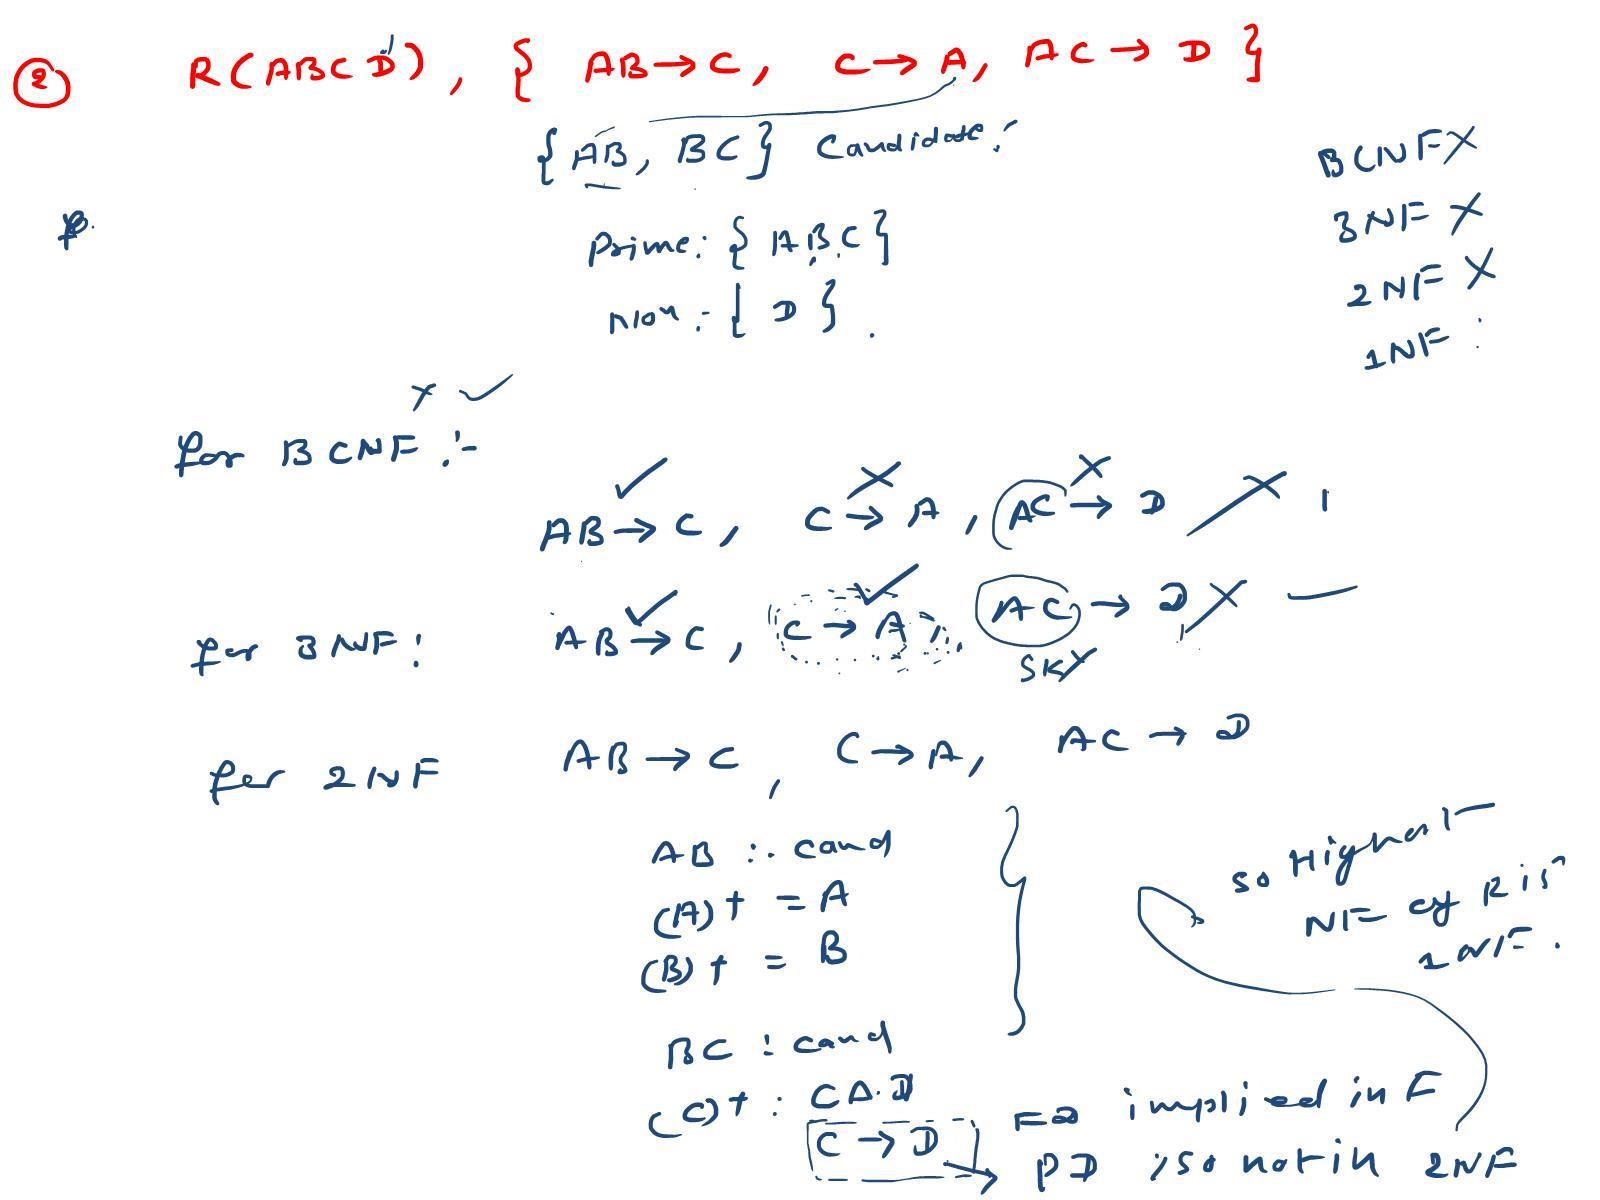 ② R(ABCD), { AB→C, C→A, AC→D }
{AB, BC} Candidate:
Prime: {ABC}
non:- {D}.
BCNF X
3NF X
2NF X
1NF :
X ✓
for BCNF :-
AB→C, C→A, AC→D X
for 3NF: AB→C, C→A, AC→D X
SK X
for 2NF AB→C, C→A, AC→D
AB :. cand
(A)+ = A
(B)+ = B
BC : cand
(C)+ : CA.D
C→D FD implied in F
PD ; so not in 2NF
so Highest
NF of R is
1NF.